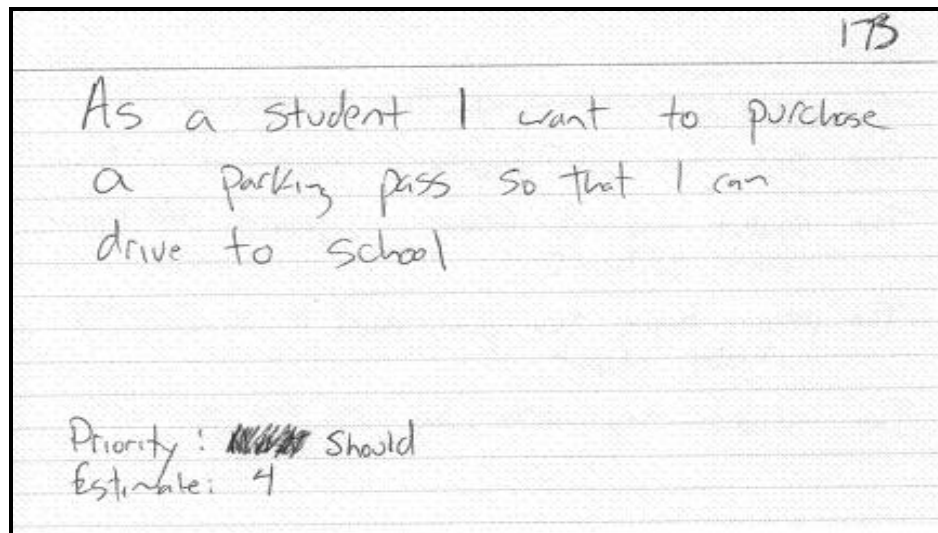 173
As a student I want to purchase
a parking pass so that I can
drive to school
Priority: Should
Estimate: 4